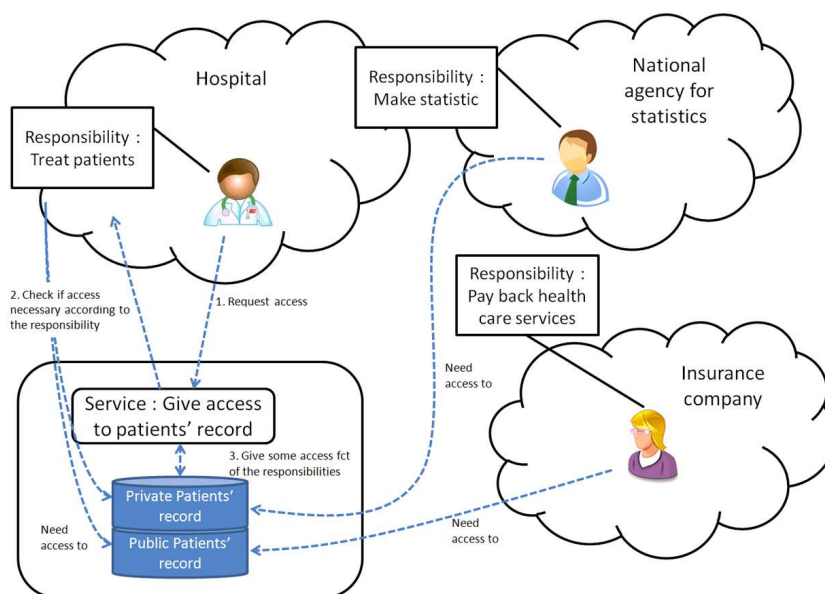 Hospital
Responsibility :
Treat patients
Responsibility :
Make statistic
National
agency for
statistics
Responsibility :
Pay back health
care services
Insurance
company
2. Check if access
necessary according to
the responsibility
1. Request access
Need
access to
Service : Give access
to patients’ record
3. Give some access fct
of the responsibilities
Private Patients’
record
Public Patients’
record
Need
access to
Need
access to